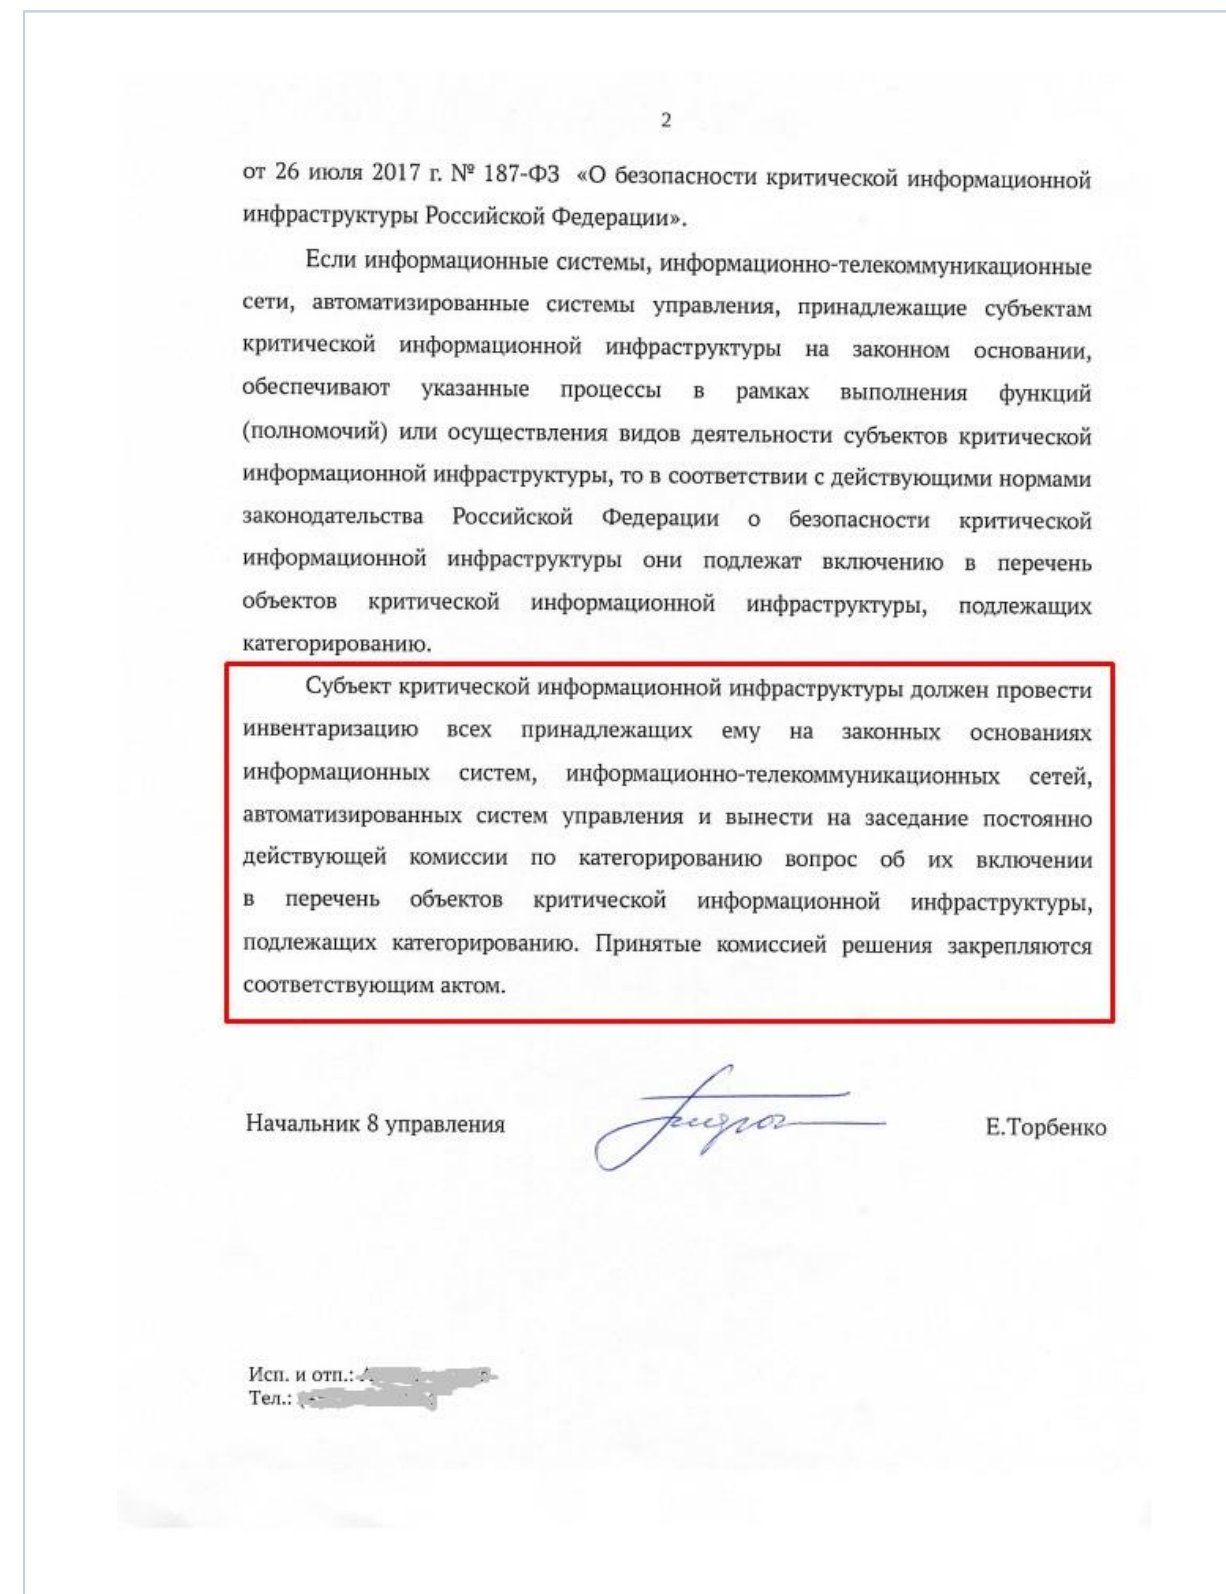 2
от 26 июля 2017 г. № 187-ФЗ «О безопасности критической информационной
инфраструктуры Российской Федерации».
Если информационные системы, информационно-телекоммуникационные
сети, автоматизированные системы управления, принадлежащие субъектам
критической информационной инфраструктуры на законном основании,
обеспечивают указанные процессы в рамках выполнения функций
(полномочий) или осуществления видов деятельности субъектов критической
информационной инфраструктуры, то в соответствии с действующими нормами
законодательства Российской Федерации о безопасности критической
информационной инфраструктуры они подлежат включению в перечень
объектов критической информационной инфраструктуры, подлежащих
категорированию.
Субъект критической информационной инфраструктуры должен провести
инвентаризацию всех принадлежащих ему на законных основаниях
информационных систем, информационно-телекоммуникационных сетей,
автоматизированных систем управления и вынести на заседание постоянно
действующей комиссии по категорированию вопрос об их включении
в перечень объектов критической информационной инфраструктуры,
подлежащих категорированию. Принятые комиссией решения закрепляются
соответствующим актом.
Начальник 8 управления Е.Торбенко
Исп. и отп.:
Тел.: